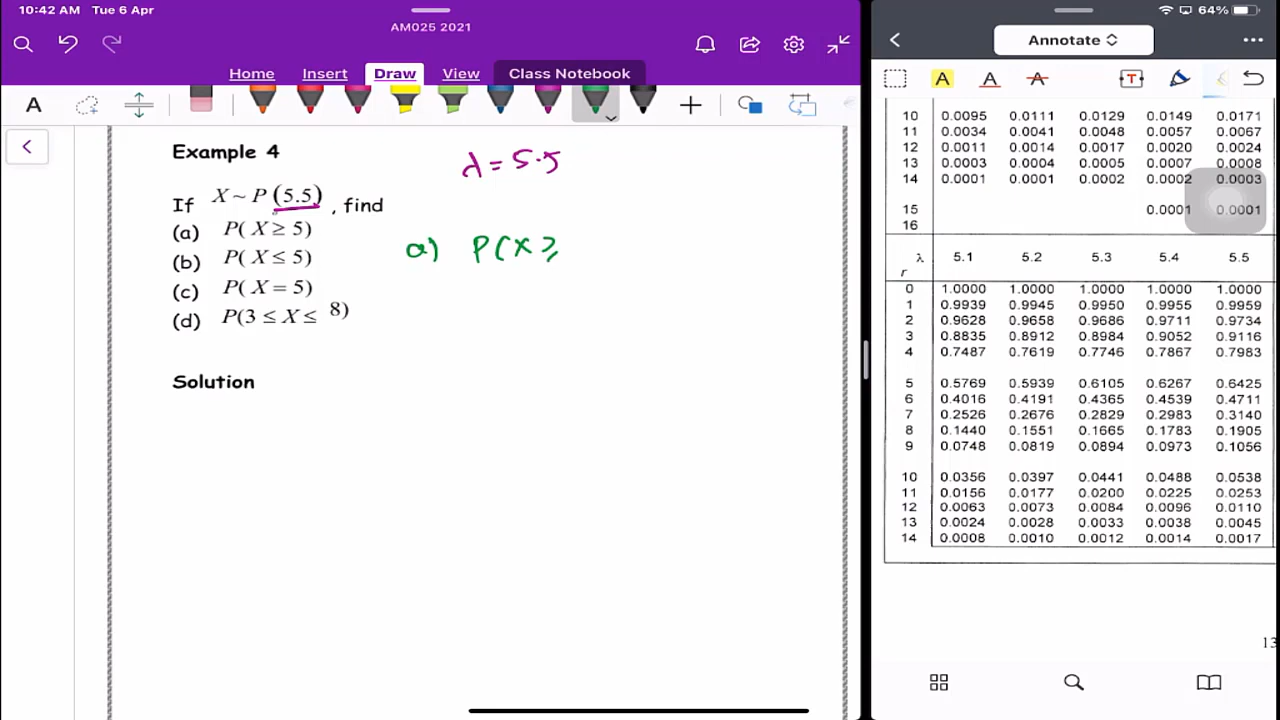 10:42 AM Tue 6 Apr
AM025 2021
Home Insert Draw View Class Notebook
A
Example 4
λ = 5.5
If X ~ P (5.5) , find
(a) P( X ≥ 5)
(b) P( X ≤ 5)
(c) P( X = 5)
(d) P(3 ≤ X ≤ 8)
a) P(X ≥
Solution
64%
Annotate
A A A T
10 0.0095 0.0111 0.0129 0.0149 0.0171
11 0.0034 0.0041 0.0048 0.0057 0.0067
12 0.0011 0.0014 0.0017 0.0020 0.0024
13 0.0003 0.0004 0.0005 0.0007 0.0008
14 0.0001 0.0001 0.0002 0.0002 0.0003
15 0.0001 0.0001
16
λ 5.1 5.2 5.3 5.4 5.5
r
0 1.0000 1.0000 1.0000 1.0000 1.0000
1 0.9939 0.9945 0.9950 0.9955 0.9959
2 0.9628 0.9658 0.9686 0.9711 0.9734
3 0.8835 0.8912 0.8984 0.9052 0.9116
4 0.7487 0.7619 0.7746 0.7867 0.7983
5 0.5769 0.5939 0.6105 0.6267 0.6425
6 0.4016 0.4191 0.4365 0.4539 0.4711
7 0.2526 0.2676 0.2829 0.2983 0.3140
8 0.1440 0.1551 0.1665 0.1783 0.1905
9 0.0748 0.0819 0.0894 0.0973 0.1056
10 0.0356 0.0397 0.0441 0.0488 0.0538
11 0.0156 0.0177 0.0200 0.0225 0.0253
12 0.0063 0.0073 0.0084 0.0096 0.0110
13 0.0024 0.0028 0.0033 0.0038 0.0045
14 0.0008 0.0010 0.0012 0.0014 0.0017
13